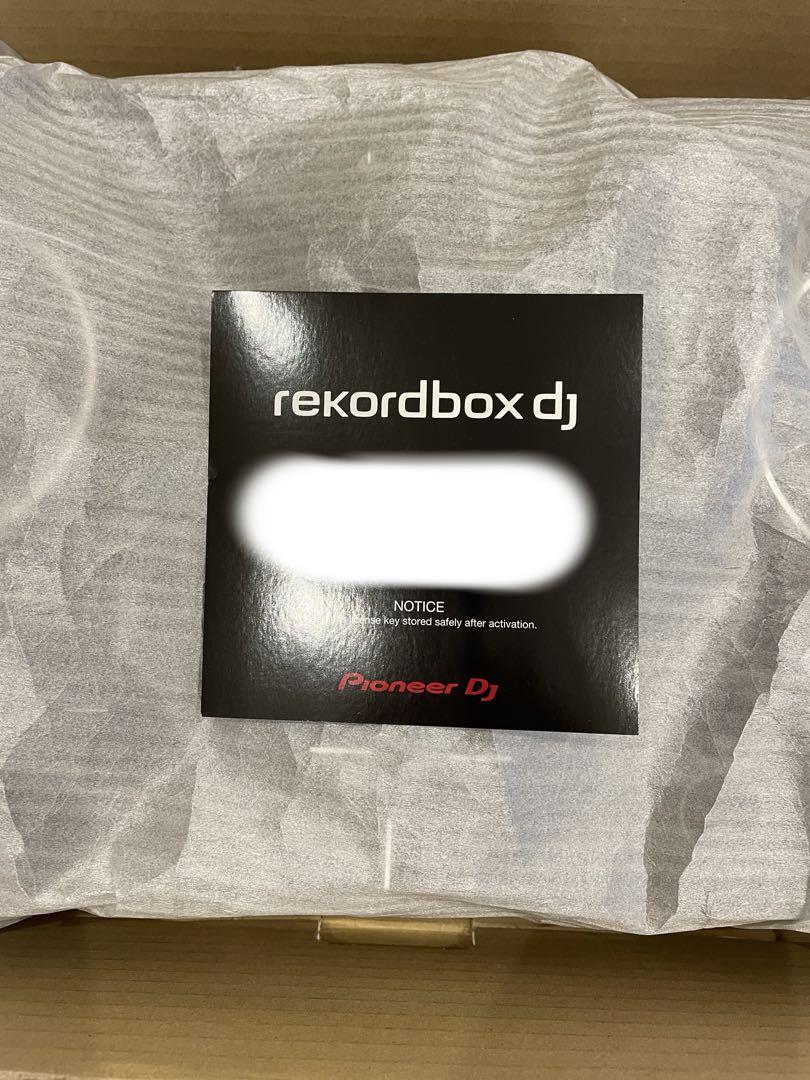 rekordbox dj
NOTICE
license key stored safely after activation.
Pioneer Dj